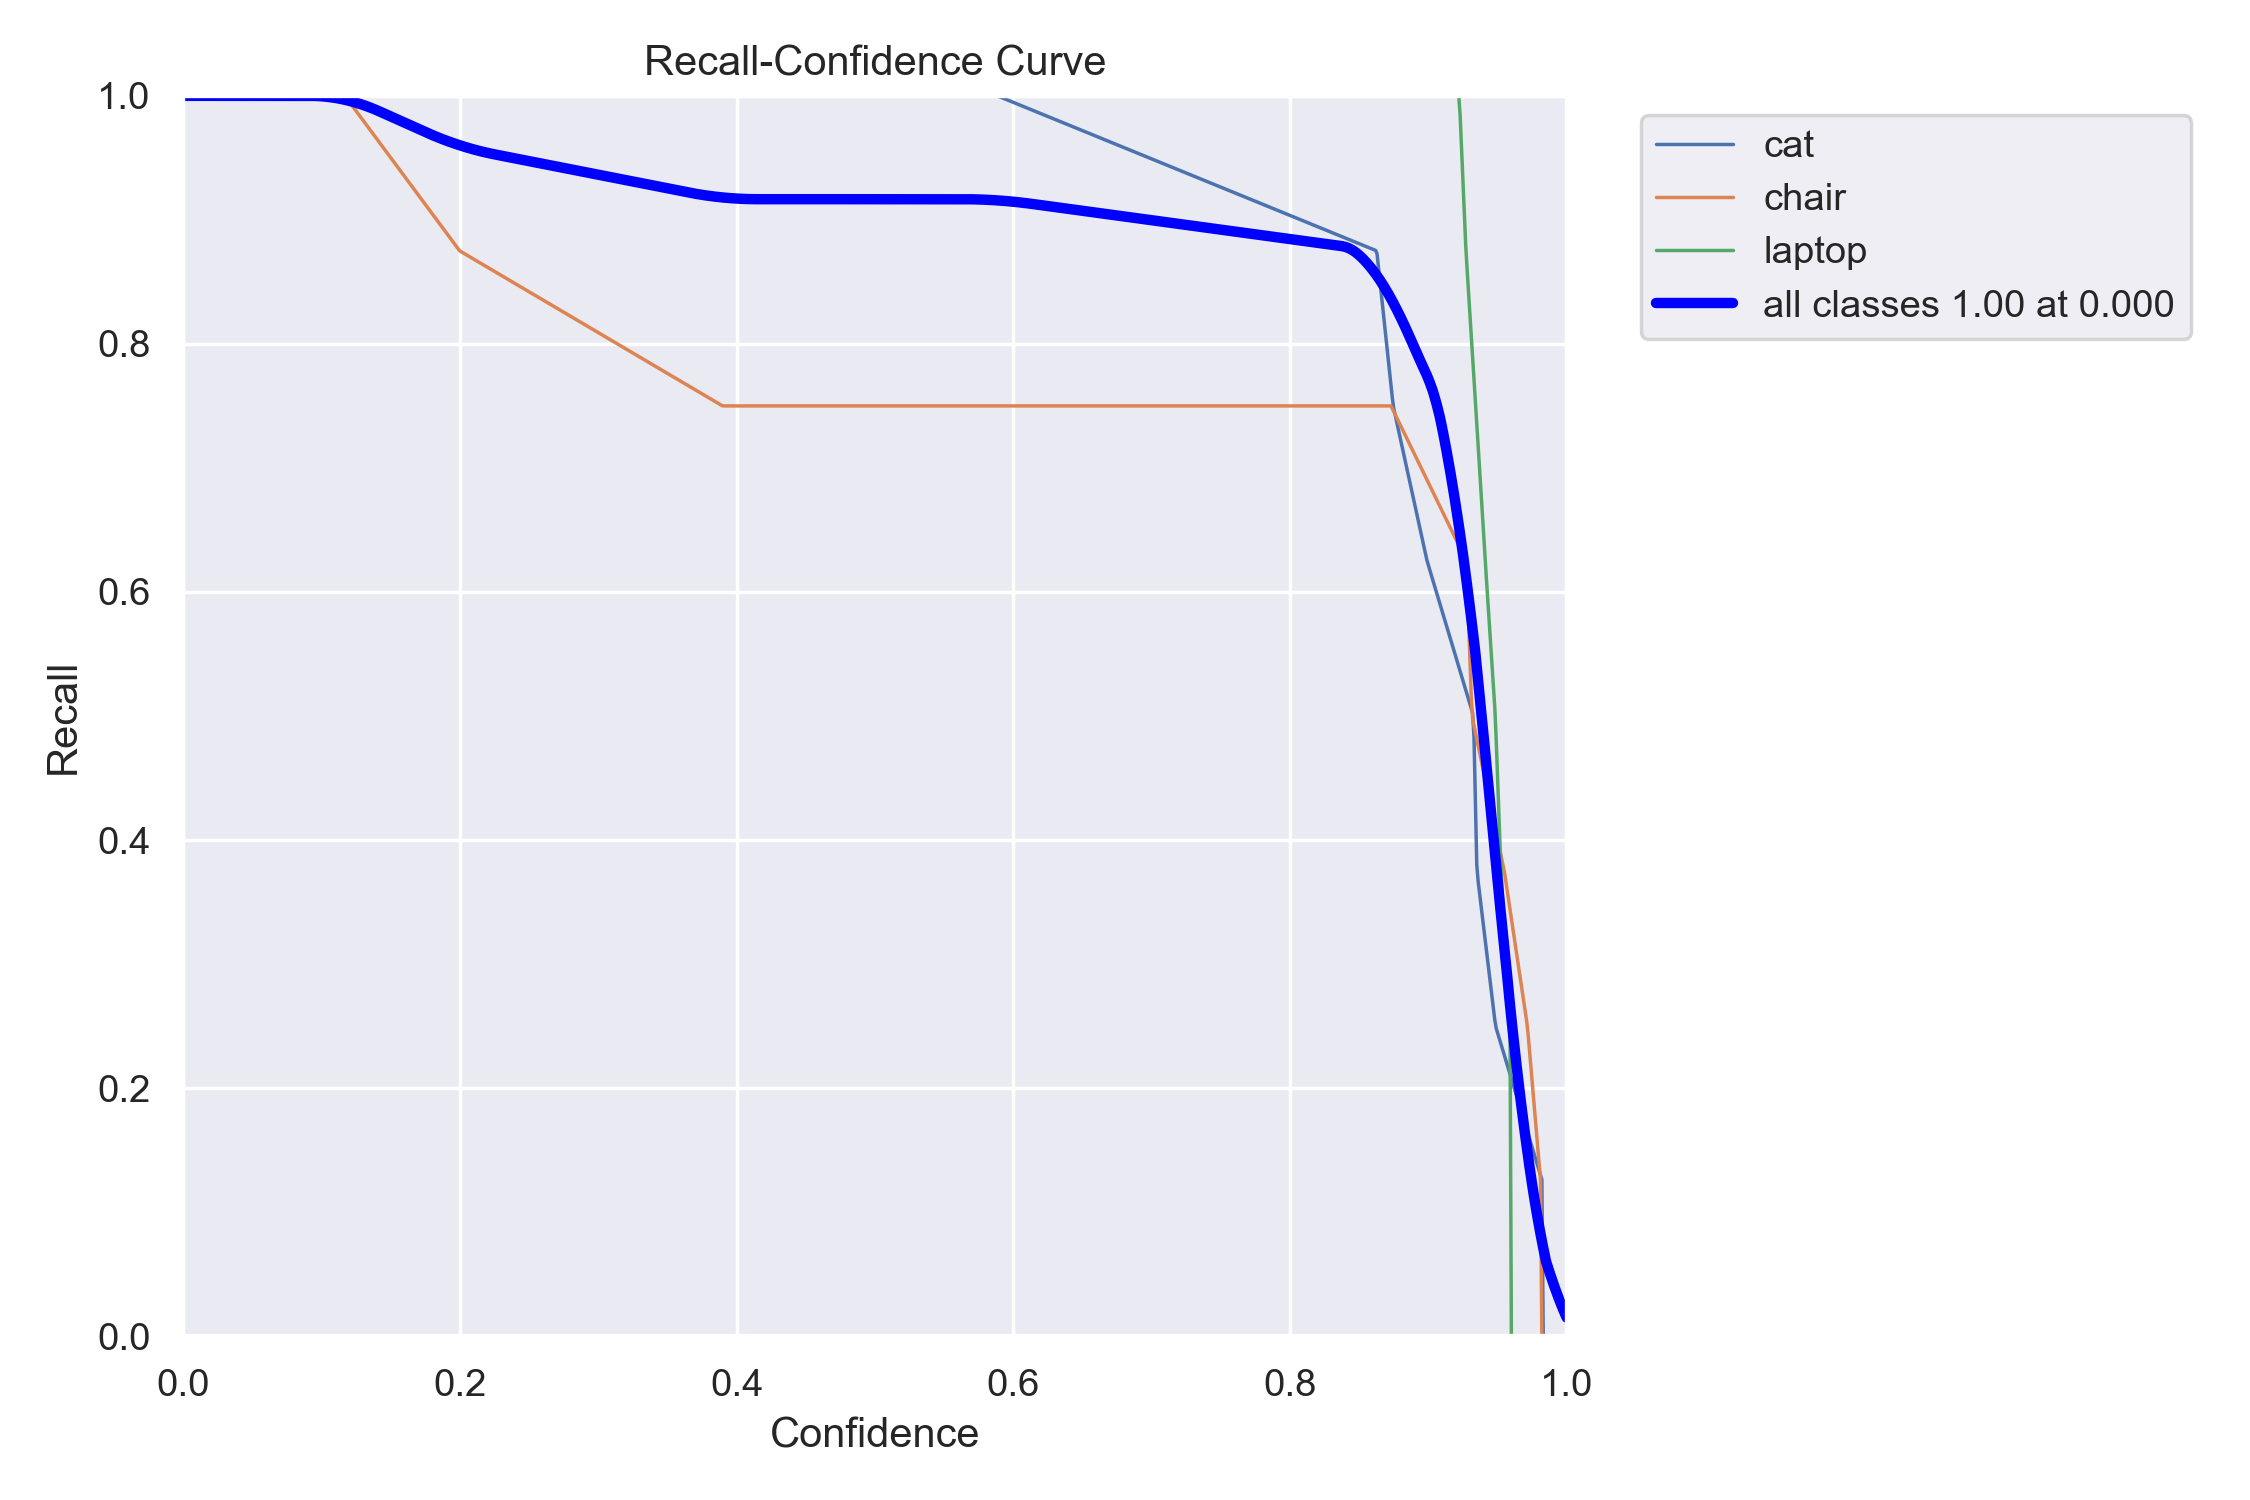 Recall-Confidence Curve
1.0
0.8
0.6
0.4
0.2
0.0
Recall
0.0 0.2 0.4 0.6 0.8 1.0
Confidence
cat
chair
laptop
all classes 1.00 at 0.000